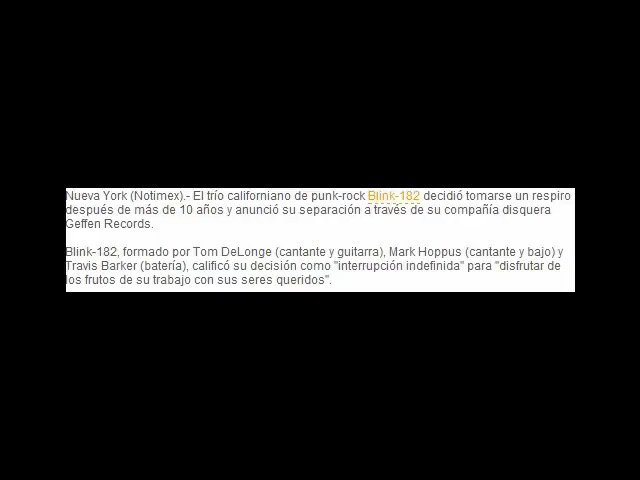 Nueva York (Notimex).- El trío californiano de punk-rock Blink-182 decidió tomarse un respiro
después de más de 10 años y anunció su separación a través de su compañía disquera
Geffen Records.
Blink-182, formado por Tom DeLonge (cantante y guitarra), Mark Hoppus (cantante y bajo) y
Travis Barker (batería), calificó su decisión como "interrupción indefinida" para "disfrutar de
los frutos de su trabajo con sus seres queridos".